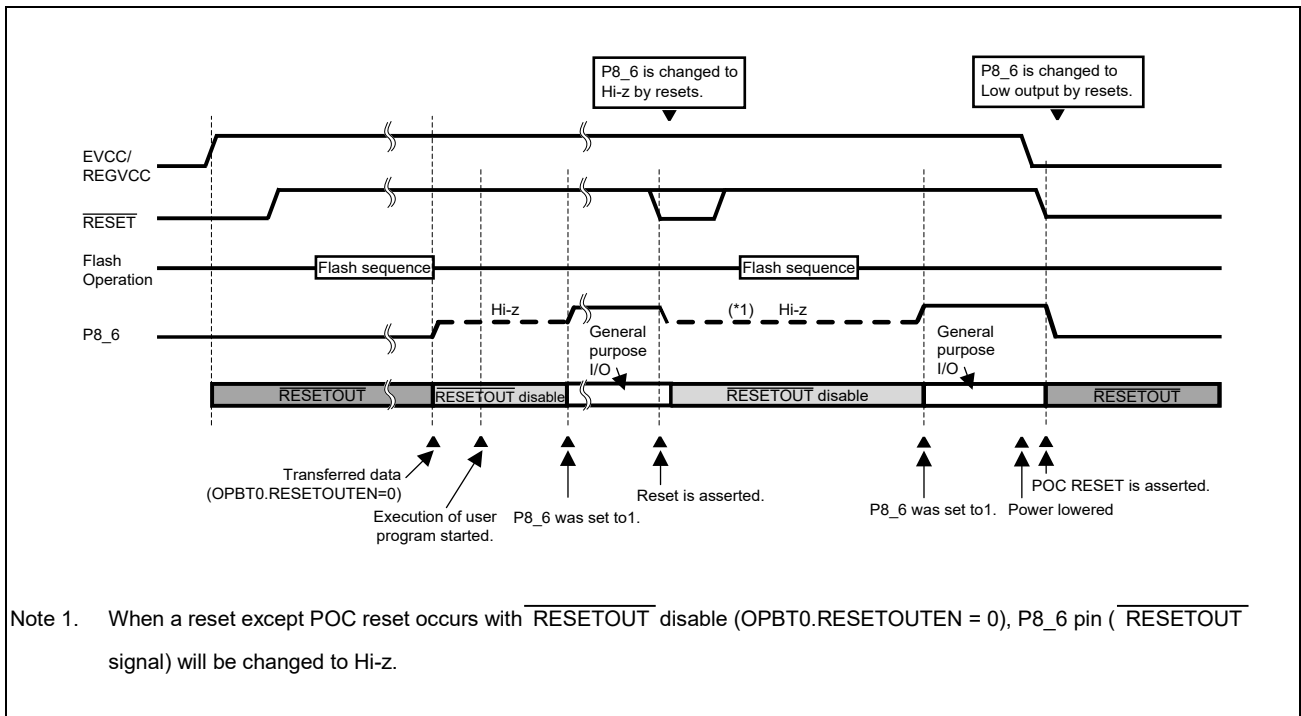 P8_6 is changed to
Hi-z by resets.
P8_6 is changed to
Low output by resets.
EVCC/
REGVCC
RESET
Flash
Operation
Flash sequence
Flash sequence
P8_6
Hi-z
General
purpose
I/O
(*1) Hi-z
General
purpose
I/O
RESETOUT
RESETOUT disable
RESETOUT disable
RESETOUT
Transferred data
(OPBT0.RESETOUTEN=0)
Execution of user
program started.
P8_6 was set to1.
Reset is asserted.
P8_6 was set to1.
Power lowered
POC RESET is asserted.
Note 1. When a reset except POC reset occurs with RESETOUT disable (OPBT0.RESETOUTEN = 0), P8_6 pin ( RESETOUT
signal) will be changed to Hi-z.